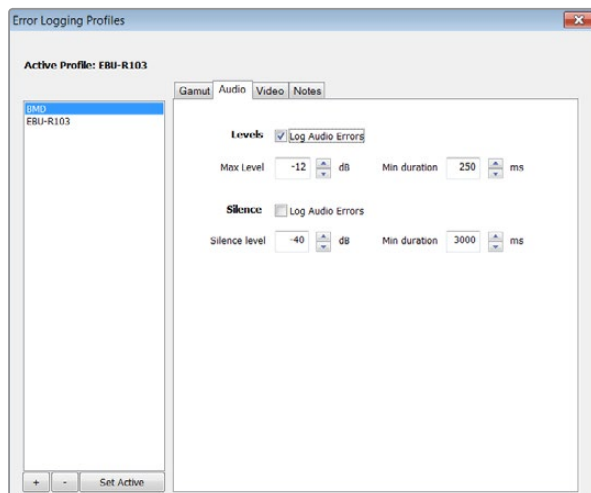 Error Logging Profiles
Active Profile: EBU-R103
BMD
EBU-R103
Gamut Audio Video Notes
Levels Log Audio Errors
Max Level -12 dB Min duration 250 ms
Silence Log Audio Errors
Silence level -40 dB Min duration 3000 ms
+ - Set Active